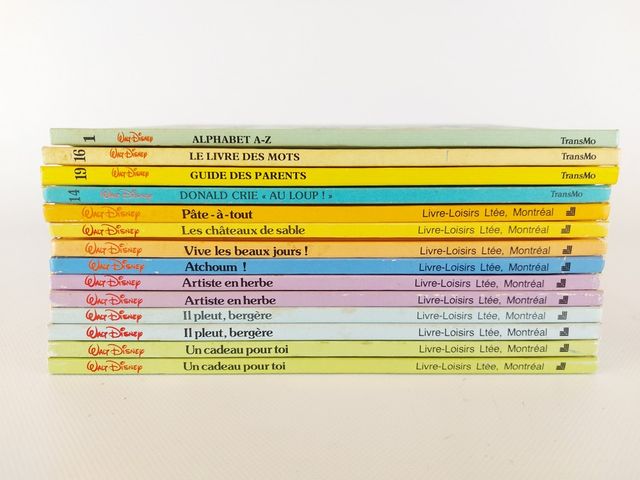 1 WALT DISNEY ALPHABET A-Z TransMo
16 WALT DISNEY LE LIVRE DES MOTS TransMo
19 WALT DISNEY GUIDE DES PARENTS TransMo
14 WALT DISNEY DONALD CRIE « AU LOUP ! » TransMo
WALT DISNEY Pâte-à-tout Livre-Loisirs Ltée, Montréal
WALT DISNEY Les châteaux de sable Livre-Loisirs Ltée, Montréal
WALT DISNEY Vive les beaux jours ! Livre-Loisirs Ltée, Montréal
WALT DISNEY Atchoum ! Livre-Loisirs Ltée, Montréal
WALT DISNEY Artiste en herbe Livre-Loisirs Ltée, Montréal
WALT DISNEY Artiste en herbe Livre-Loisirs Ltée, Montréal
WALT DISNEY Il pleut, bergère Livre-Loisirs Ltée, Montréal
WALT DISNEY Il pleut, bergère Livre-Loisirs Ltée, Montréal
WALT DISNEY Un cadeau pour toi Livre-Loisirs Ltée, Montréal
WALT DISNEY Un cadeau pour toi Livre-Loisirs Ltée, Montréal